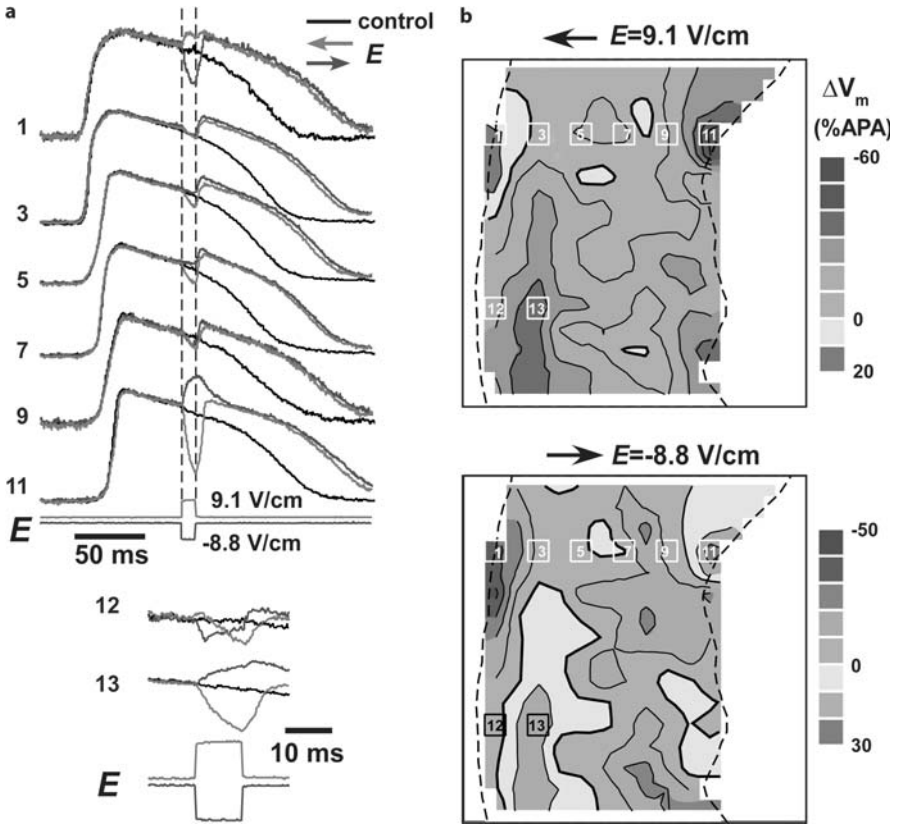 a
control
E
1
3
5
7
9
11
9.1 V/cm
E
-8.8 V/cm
50 ms
12
13
10 ms
E
b
E=9.1 V/cm
1 3 5 7 9 11
12 13
ΔVm
(%APA)
-60
0
20
E=-8.8 V/cm
1 3 5 7 9 11
12 13
-50
0
30